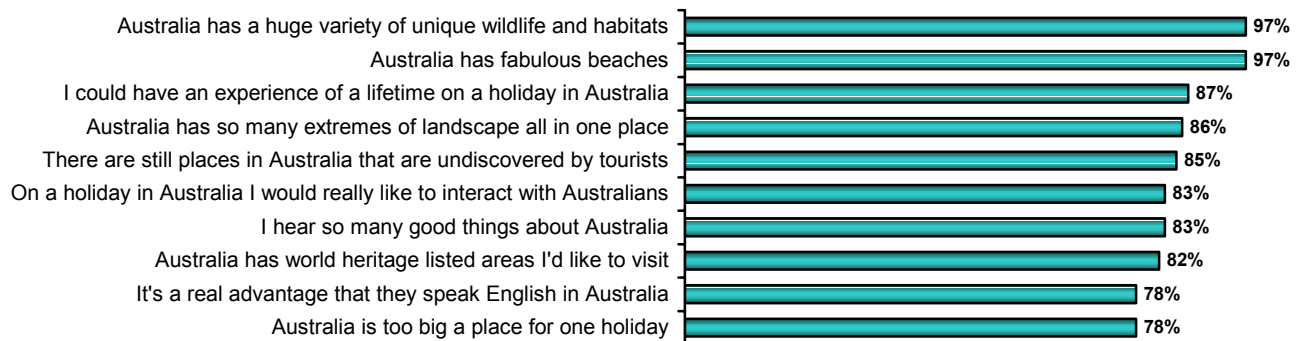 Australia has a huge variety of unique wildlife and habitats 97%
Australia has fabulous beaches 97%
I could have an experience of a lifetime on a holiday in Australia 87%
Australia has so many extremes of landscape all in one place 86%
There are still places in Australia that are undiscovered by tourists 85%
On a holiday in Australia I would really like to interact with Australians 83%
I hear so many good things about Australia 83%
Australia has world heritage listed areas I'd like to visit 82%
It's a real advantage that they speak English in Australia 78%
Australia is too big a place for one holiday 78%